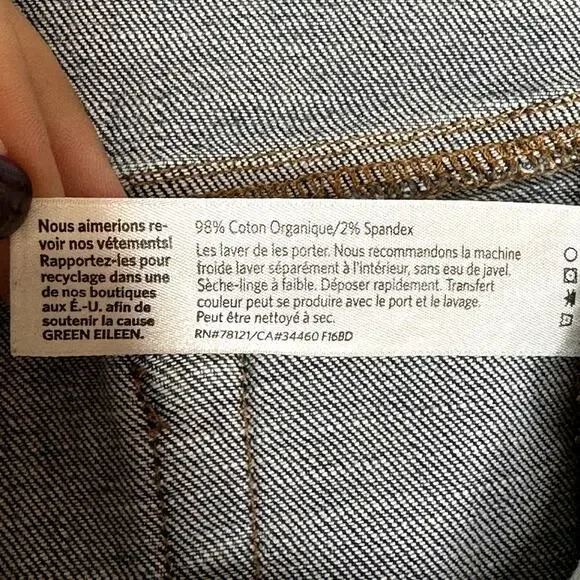 Nous aimerions re-
voir nos vétements!
Rapportez-les pour
recyclage dans une
de nos boutiques
aux É.-U. afin de
soutenir la cause
GREEN EILEEN.
98% Coton Organique/2% Spandex
Les laver de les porter. Nous recommandons la machine
froide laver séparément à l'intérieur, sans eau de javel.
Sèche-linge à faible. Déposer rapidement. Transfert
couleur peut se produire avec le port et le lavage.
Peut être nettoyé à sec.
RN#78121/CA#34460 F16BD